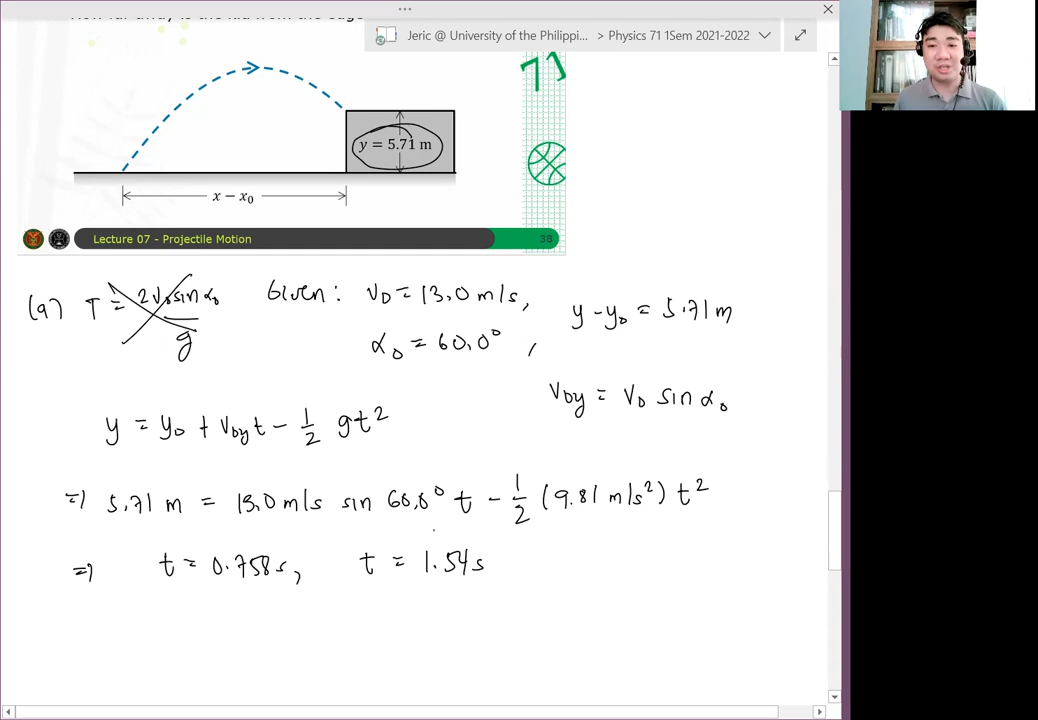 Jeric @ University of the Philippi... > Physics 71 1Sem 2021-2022
71
y = 5.71 m
x − x₀
Lecture 07 - Projectile Motion
38
(a) T = 2v₀sin α₀ / g
Given: v₀ = 13.0 m/s,
α₀ = 60.0°,
y - y₀ = 5.71 m
v₀y = v₀ sin α₀
y = y₀ + v₀y t - 1/2 gt²
⇒ 5.71 m = 13.0 m/s sin 60.0° t - 1/2 (9.81 m/s²) t²
⇒ t = 0.758 s, t = 1.54 s